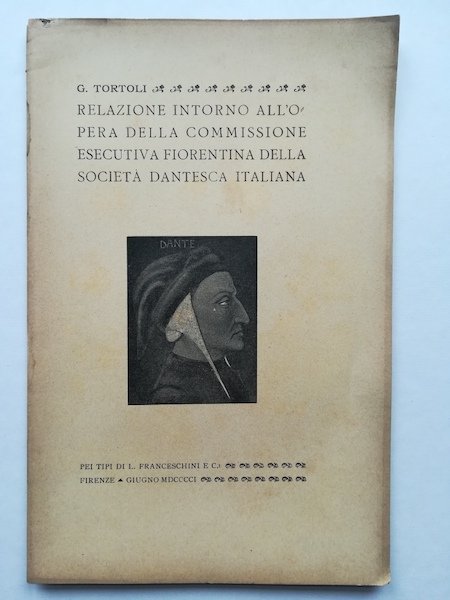 G. TORTOLI
RELAZIONE INTORNO ALL'O-
PERA DELLA COMMISSIONE
ESECUTIVA FIORENTINA DELLA
SOCIETÀ DANTESCA ITALIANA
DANTE
PEI TIPI DI L. FRANCESCHINI E C.i
FIRENZE GIUGNO MDCCCCI